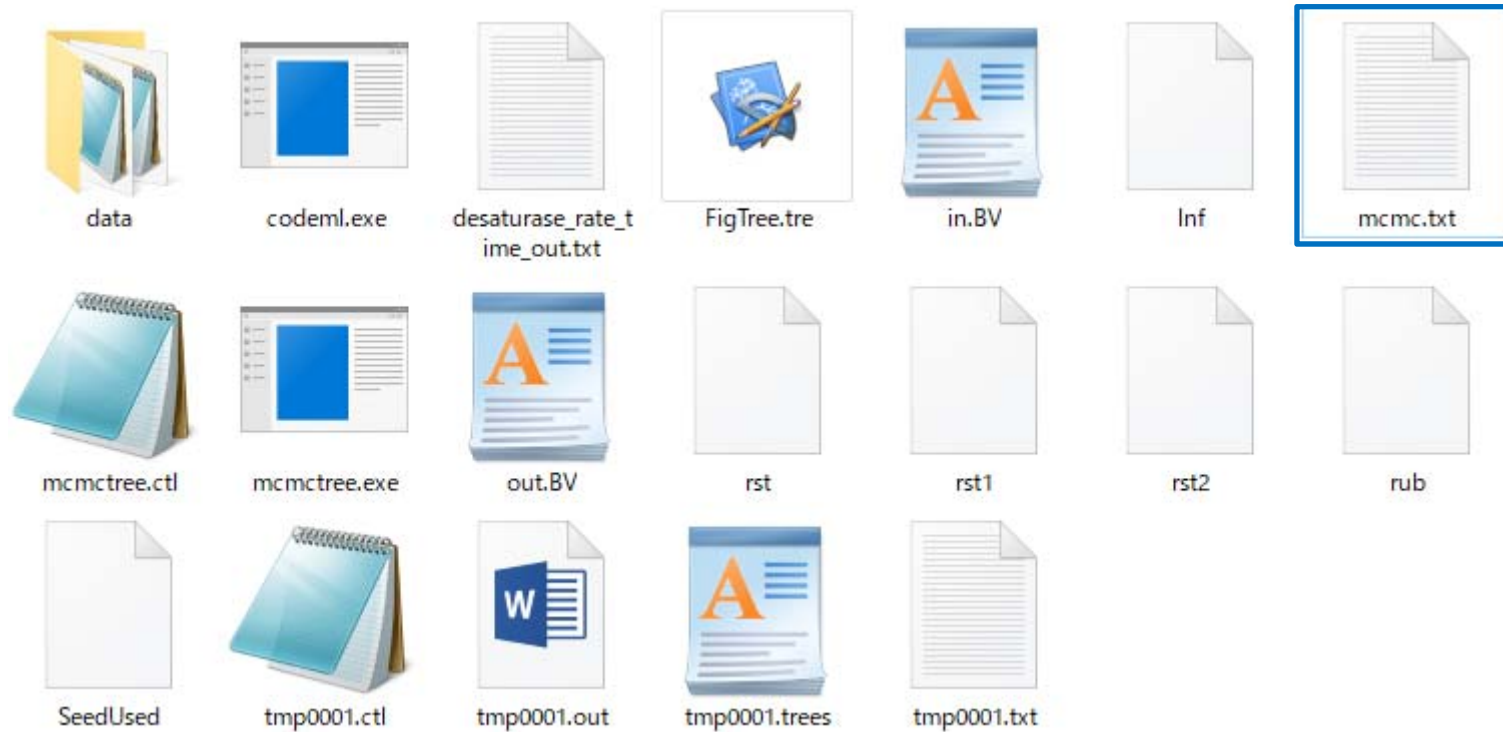 data
codeml.exe
desaturase_rate_t
ime_out.txt
FigTree.tre
in.BV
Inf
mcmc.txt
mcmctree.ctl
mcmctree.exe
out.BV
rst
rst1
rst2
rub
SeedUsed
tmp0001.ctl
tmp0001.out
tmp0001.trees
tmp0001.txt